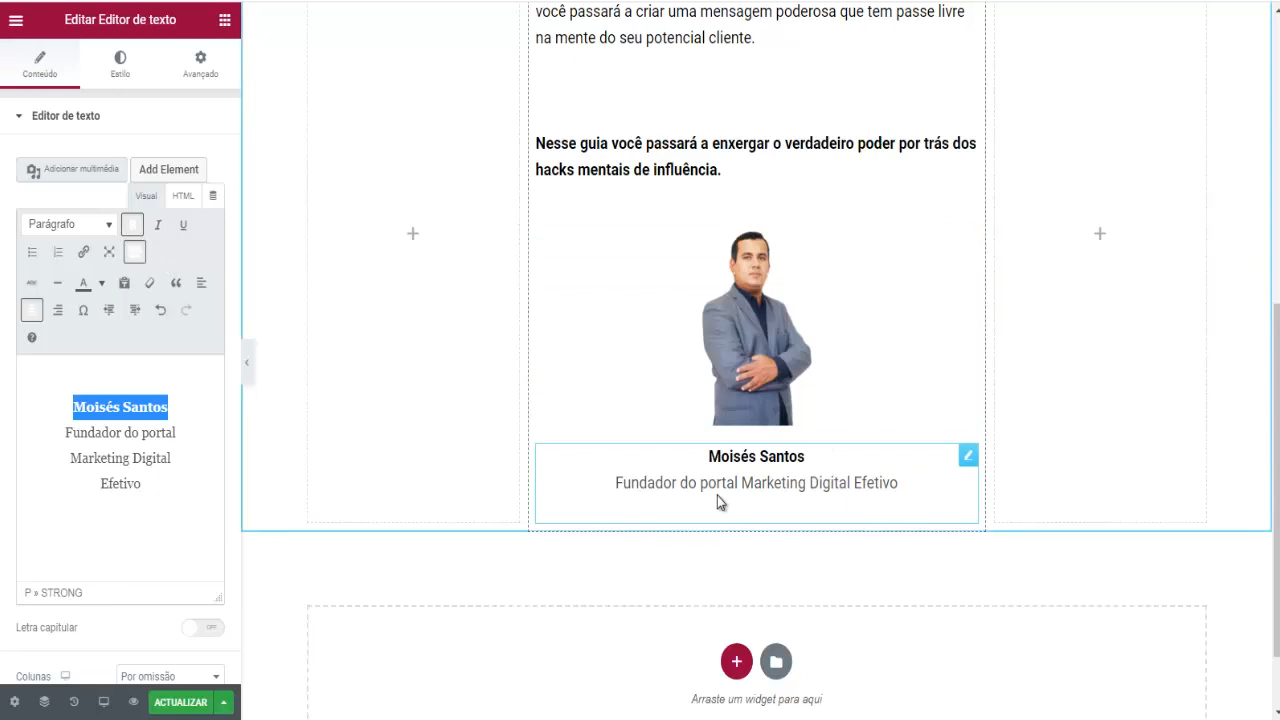 Editar Editor de texto
Conteúdo
Estilo
Avançado
Editor de texto
Adicionar multimédia
Add Element
Visual
HTML
Parágrafo
I
U
ABC
A
Ω
Moisés Santos
Fundador do portal
Marketing Digital
Efetivo
P » STRONG
Letra capitular
OFF
Colunas
Por omissão
ACTUALIZAR
você passará a criar uma mensagem poderosa que tem passe livre
na mente do seu potencial cliente.
Nesse guia você passará a enxergar o verdadeiro poder por trás dos
hacks mentais de influência.
Moisés Santos
Fundador do portal Marketing Digital Efetivo
Arraste um widget para aqui